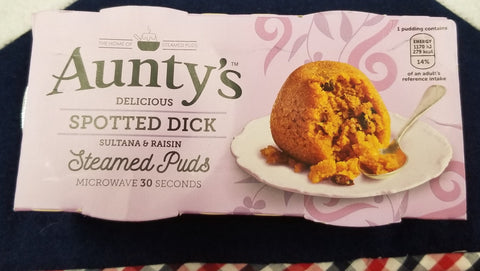 THE HOME OF STEAMED PUDS
Aunty's™
DELICIOUS
SPOTTED DICK
SULTANA & RAISIN
Steamed Puds
MICROWAVE 30 SECONDS
1 pudding contains
ENERGY
1170 kJ
279 kcal
14%
of an adult's
reference intake